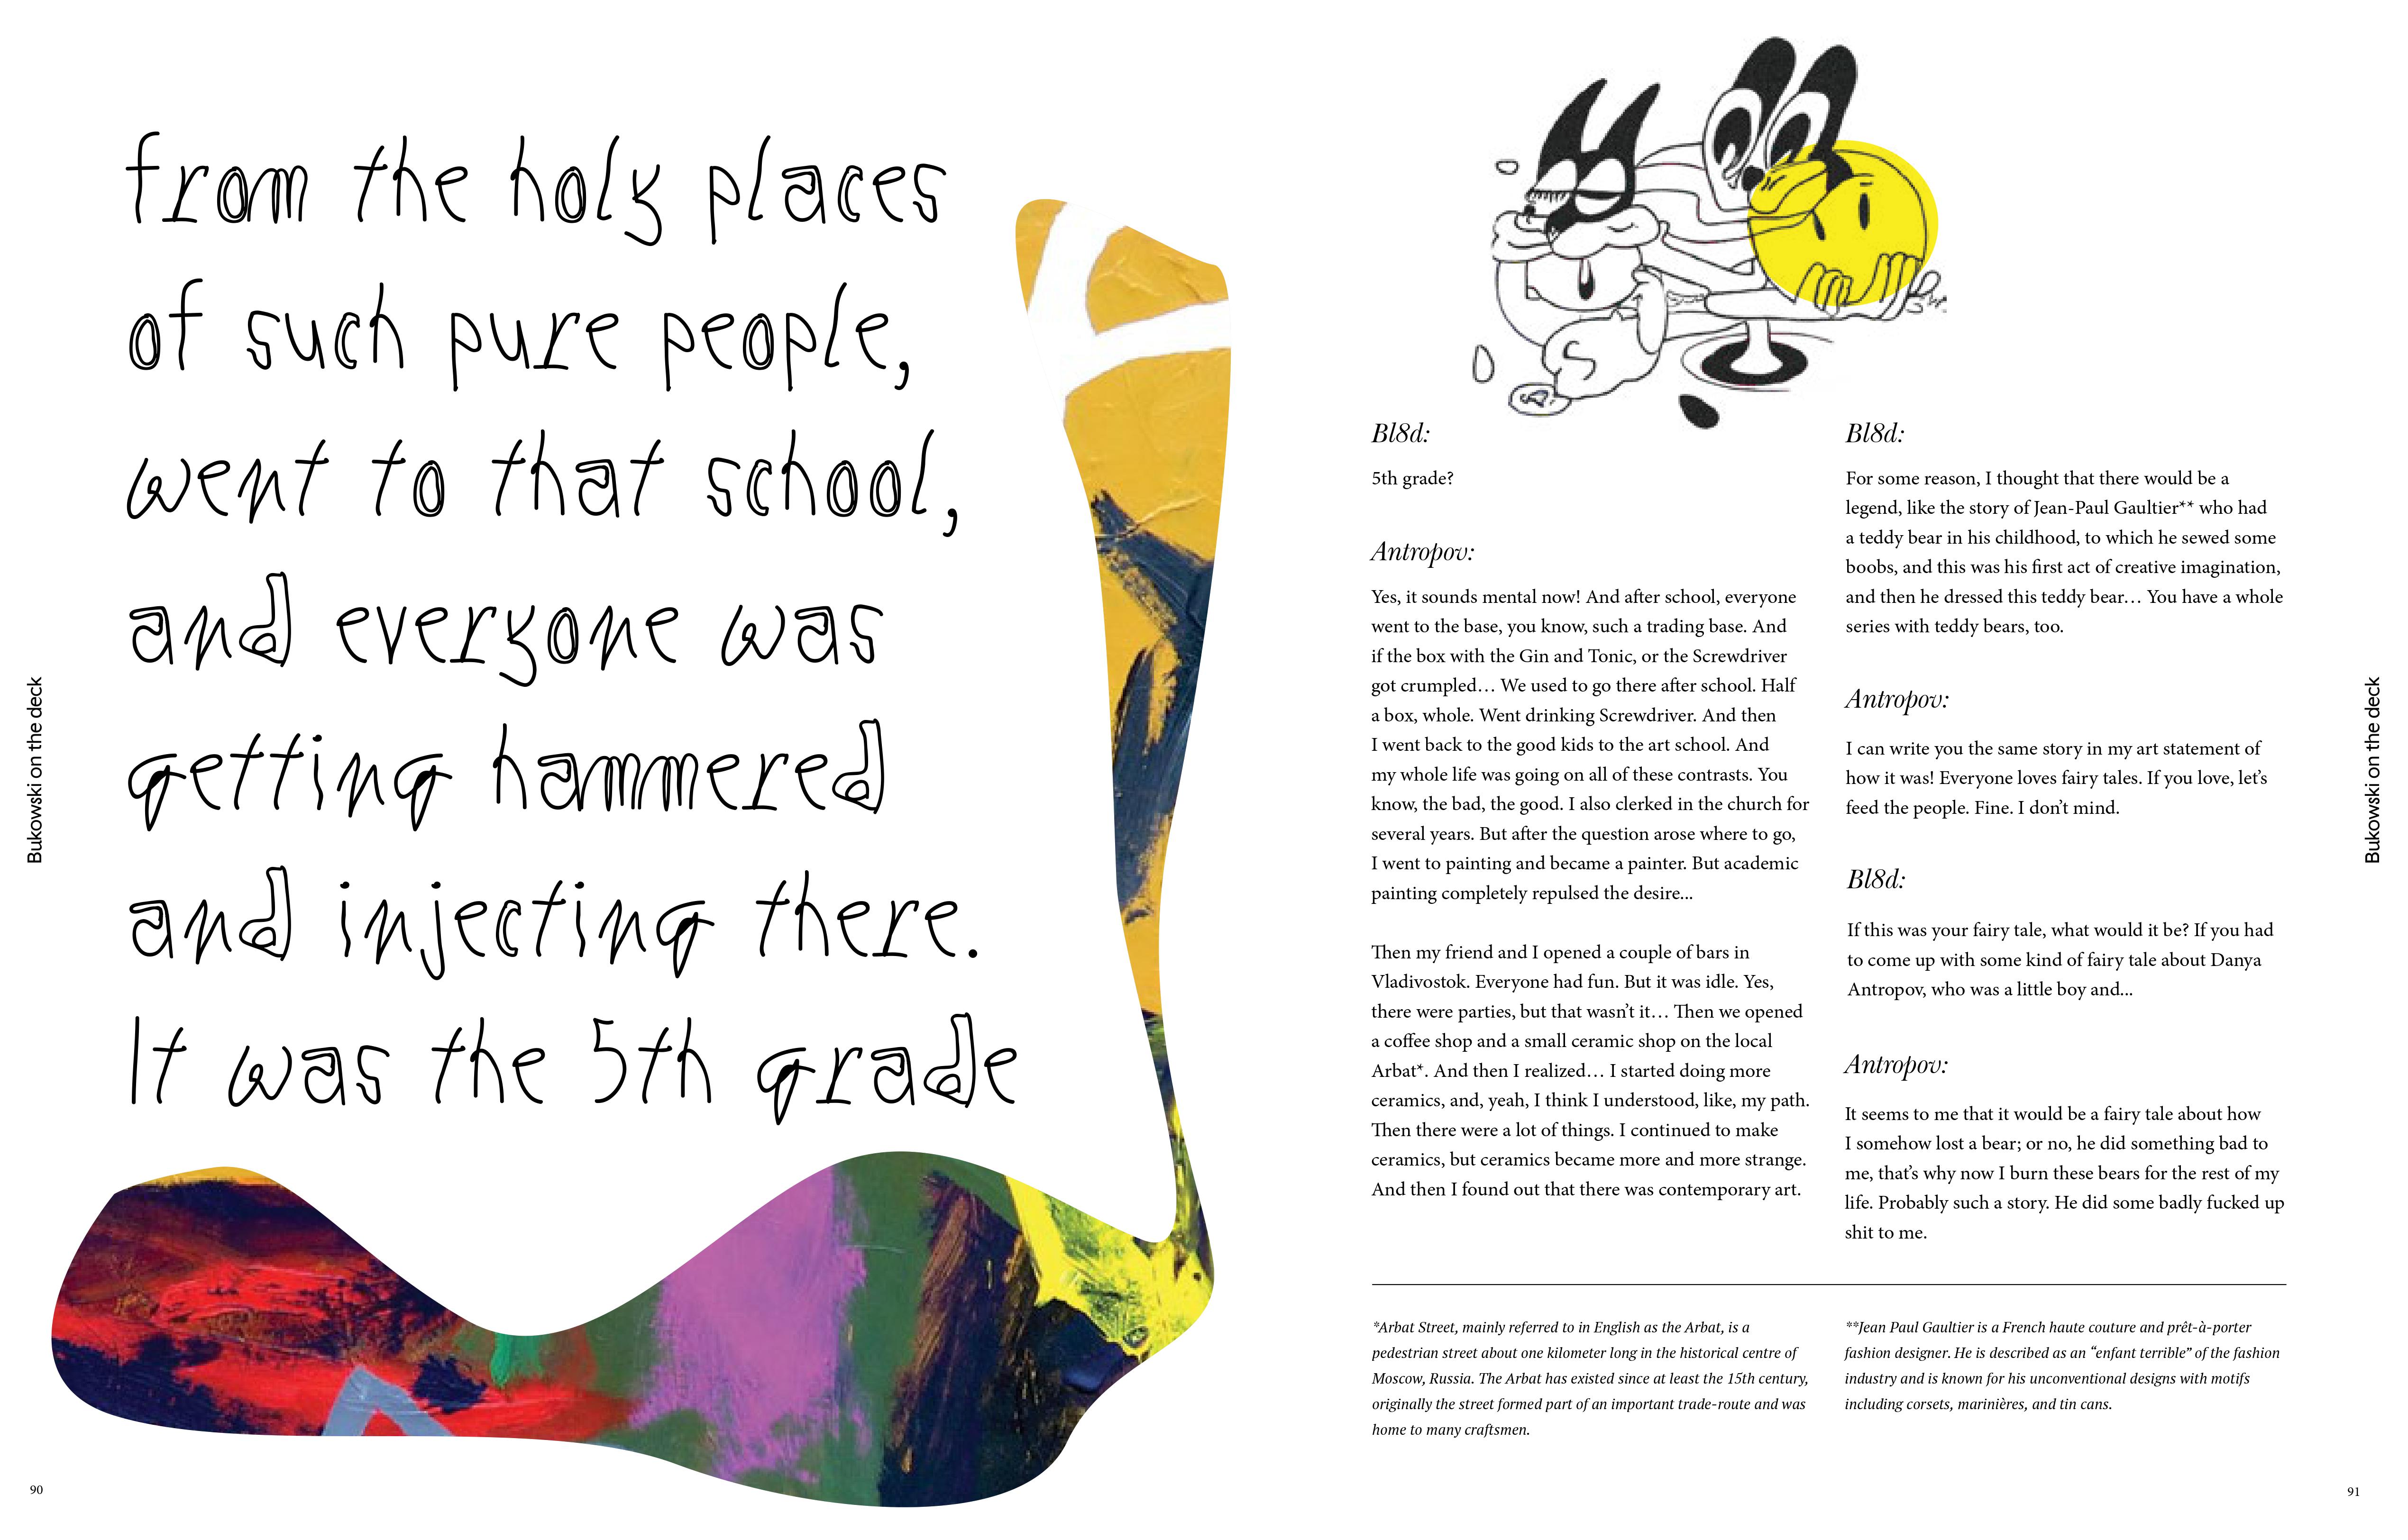 from the holy places
of such pure people,
went to that school,
and everyone was
getting hammered
and injecting there.
It was the 5th grade
Bukowski on the deck
90
Bl8d:
5th grade?
Antropov:
Yes, it sounds mental now! And after school, everyone
went to the base, you know, such a trading base. And
if the box with the Gin and Tonic, or the Screwdriver
got crumpled… We used to go there after school. Half
a box, whole. Went drinking Screwdriver. And then
I went back to the good kids to the art school. And
my whole life was going on all of these contrasts. You
know, the bad, the good. I also clerked in the church for
several years. But after the question arose where to go,
I went to painting and became a painter. But academic
painting completely repulsed the desire...
Then my friend and I opened a couple of bars in
Vladivostok. Everyone had fun. But it was idle. Yes,
there were parties, but that wasn’t it… Then we opened
a coffee shop and a small ceramic shop on the local
Arbat*. And then I realized… I started doing more
ceramics, and, yeah, I think I understood, like, my path.
Then there were a lot of things. I continued to make
ceramics, but ceramics became more and more strange.
And then I found out that there was contemporary art.
Bl8d:
For some reason, I thought that there would be a
legend, like the story of Jean-Paul Gaultier** who had
a teddy bear in his childhood, to which he sewed some
boobs, and this was his first act of creative imagination,
and then he dressed this teddy bear… You have a whole
series with teddy bears, too.
Antropov:
I can write you the same story in my art statement of
how it was! Everyone loves fairy tales. If you love, let’s
feed the people. Fine. I don’t mind.
Bl8d:
If this was your fairy tale, what would it be? If you had
to come up with some kind of fairy tale about Danya
Antropov, who was a little boy and...
Antropov:
It seems to me that it would be a fairy tale about how
I somehow lost a bear; or no, he did something bad to
me, that’s why now I burn these bears for the rest of my
life. Probably such a story. He did some badly fucked up
shit to me.
*Arbat Street, mainly referred to in English as the Arbat, is a
pedestrian street about one kilometer long in the historical centre of
Moscow, Russia. The Arbat has existed since at least the 15th century,
originally the street formed part of an important trade-route and was
home to many craftsmen.
**Jean Paul Gaultier is a French haute couture and prêt-à-porter
fashion designer. He is described as an “enfant terrible” of the fashion
industry and is known for his unconventional designs with motifs
including corsets, marinières, and tin cans.
Bukowski on the deck
91